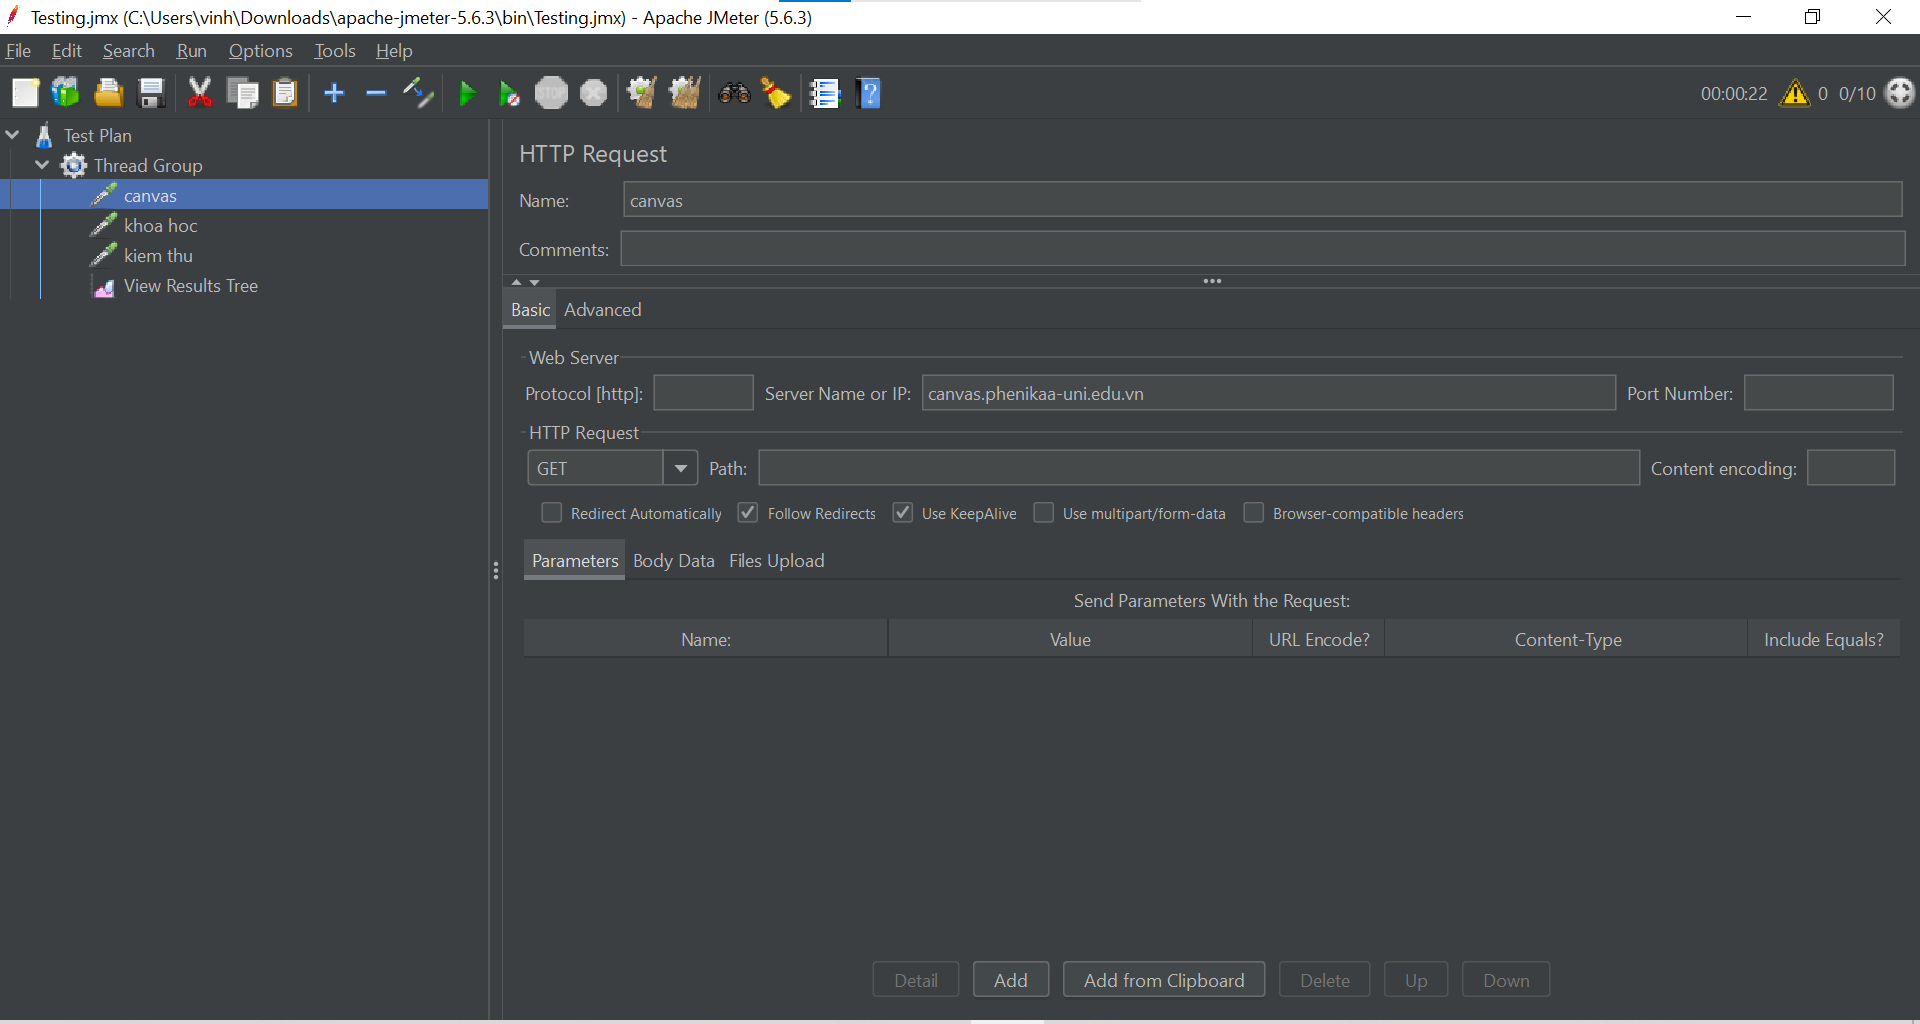 Testing.jmx (C:\Users\vinh\Downloads\apache-jmeter-5.6.3\bin\Testing.jmx) - Apache JMeter (5.6.3)
File Edit Search Run Options Tools Help
STOP 00:00:22 0 0/10
Test Plan
Thread Group
canvas
khoa hoc
kiem thu
View Results Tree
HTTP Request
Name: canvas
Comments:
Basic Advanced
Web Server
Protocol [http]: Server Name or IP: canvas.phenikaa-uni.edu.vn Port Number:
HTTP Request
GET Path: Content encoding:
Redirect Automatically Follow Redirects Use KeepAlive Use multipart/form-data Browser-compatible headers
Parameters Body Data Files Upload
Send Parameters With the Request:
Name: Value URL Encode? Content-Type Include Equals?
Detail Add Add from Clipboard Delete Up Down